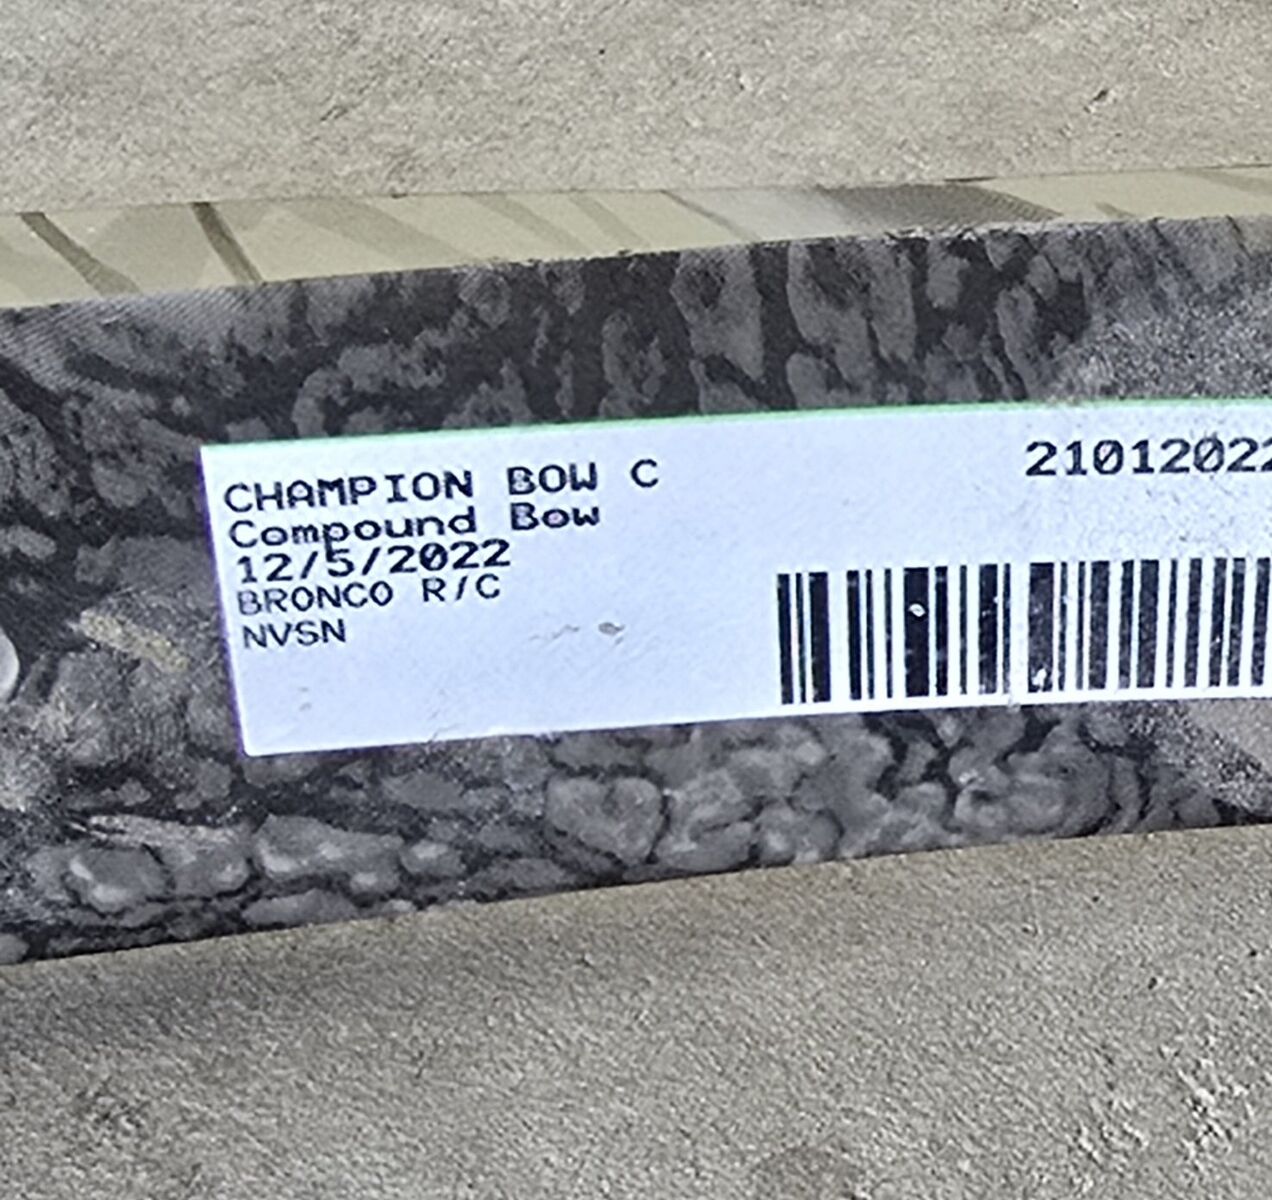 CHAMPION BOW C
Compound Bow
12/5/2022
BRONCO R/C
NVSN
21012022